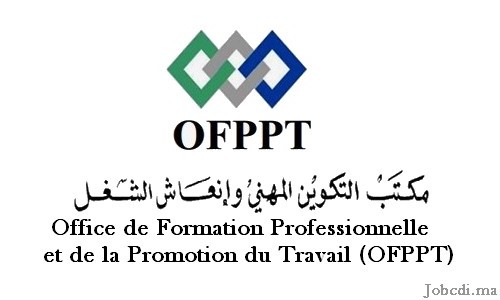 OFPPT
مكتب التكوين المهني وإنعاش الشغل
Office de Formation Professionnelle
et de la Promotion du Travail (OFPPT)
Jobcdi.ma